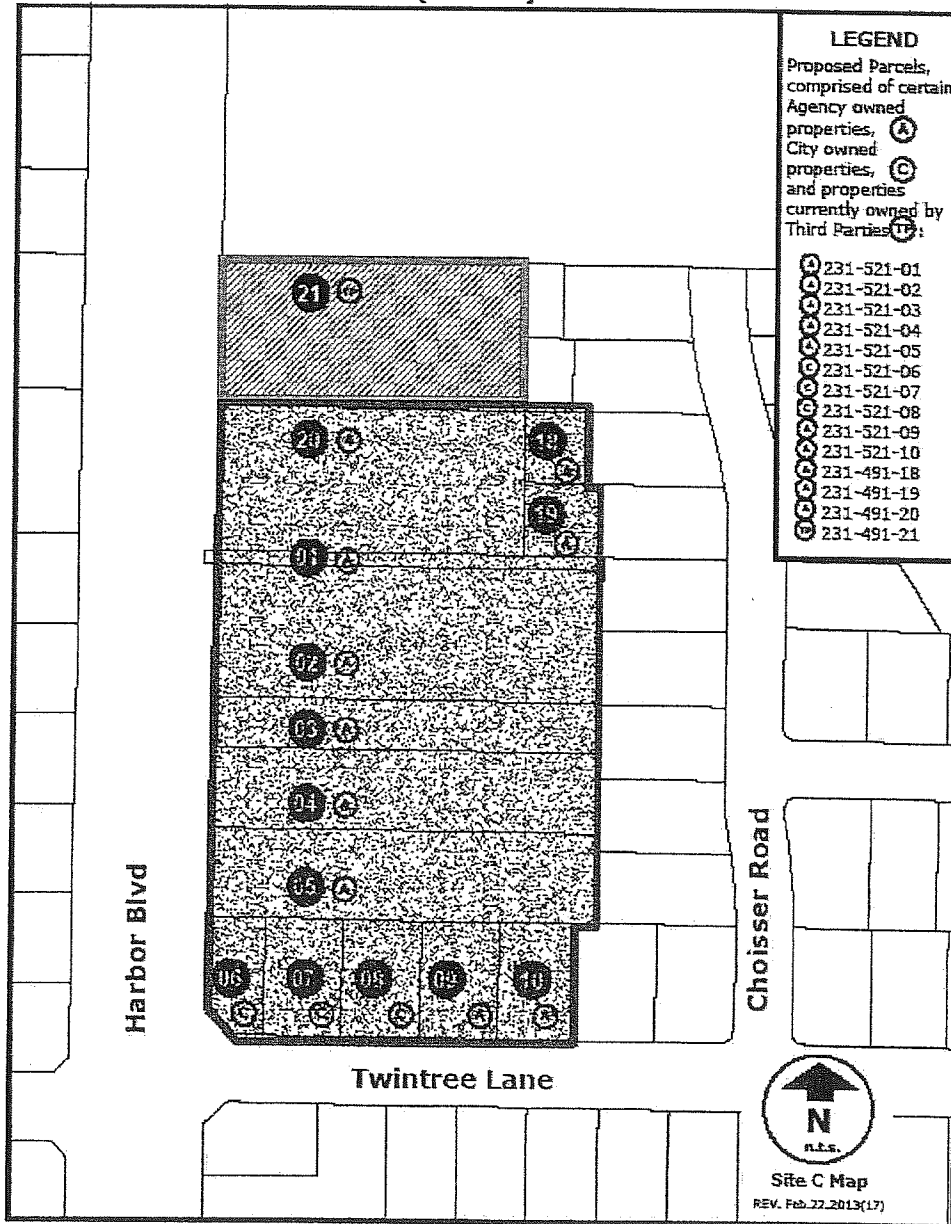 LEGEND
Proposed Parcels,
comprised of certain
Agency owned
properties, (A)
City owned
properties, (C)
and properties
currently owned by
Third Parties (TP):
(A) 231-521-01
(A) 231-521-02
(A) 231-521-03
(A) 231-521-04
(A) 231-521-05
(C) 231-521-06
(C) 231-521-07
(C) 231-521-08
(A) 231-521-09
(A) 231-521-10
(A) 231-491-18
(A) 231-491-19
(A) 231-491-20
(TP) 231-491-21
21 TP
20 A
18 A
19 A
01 A
02 A
03 A
04 A
05 A
06 07 08 09 10
C C C A A
Harbor Blvd
Choisser Road
Twintree Lane
N
n.t.s.
Site C Map
REV. Feb.22.2013(17)